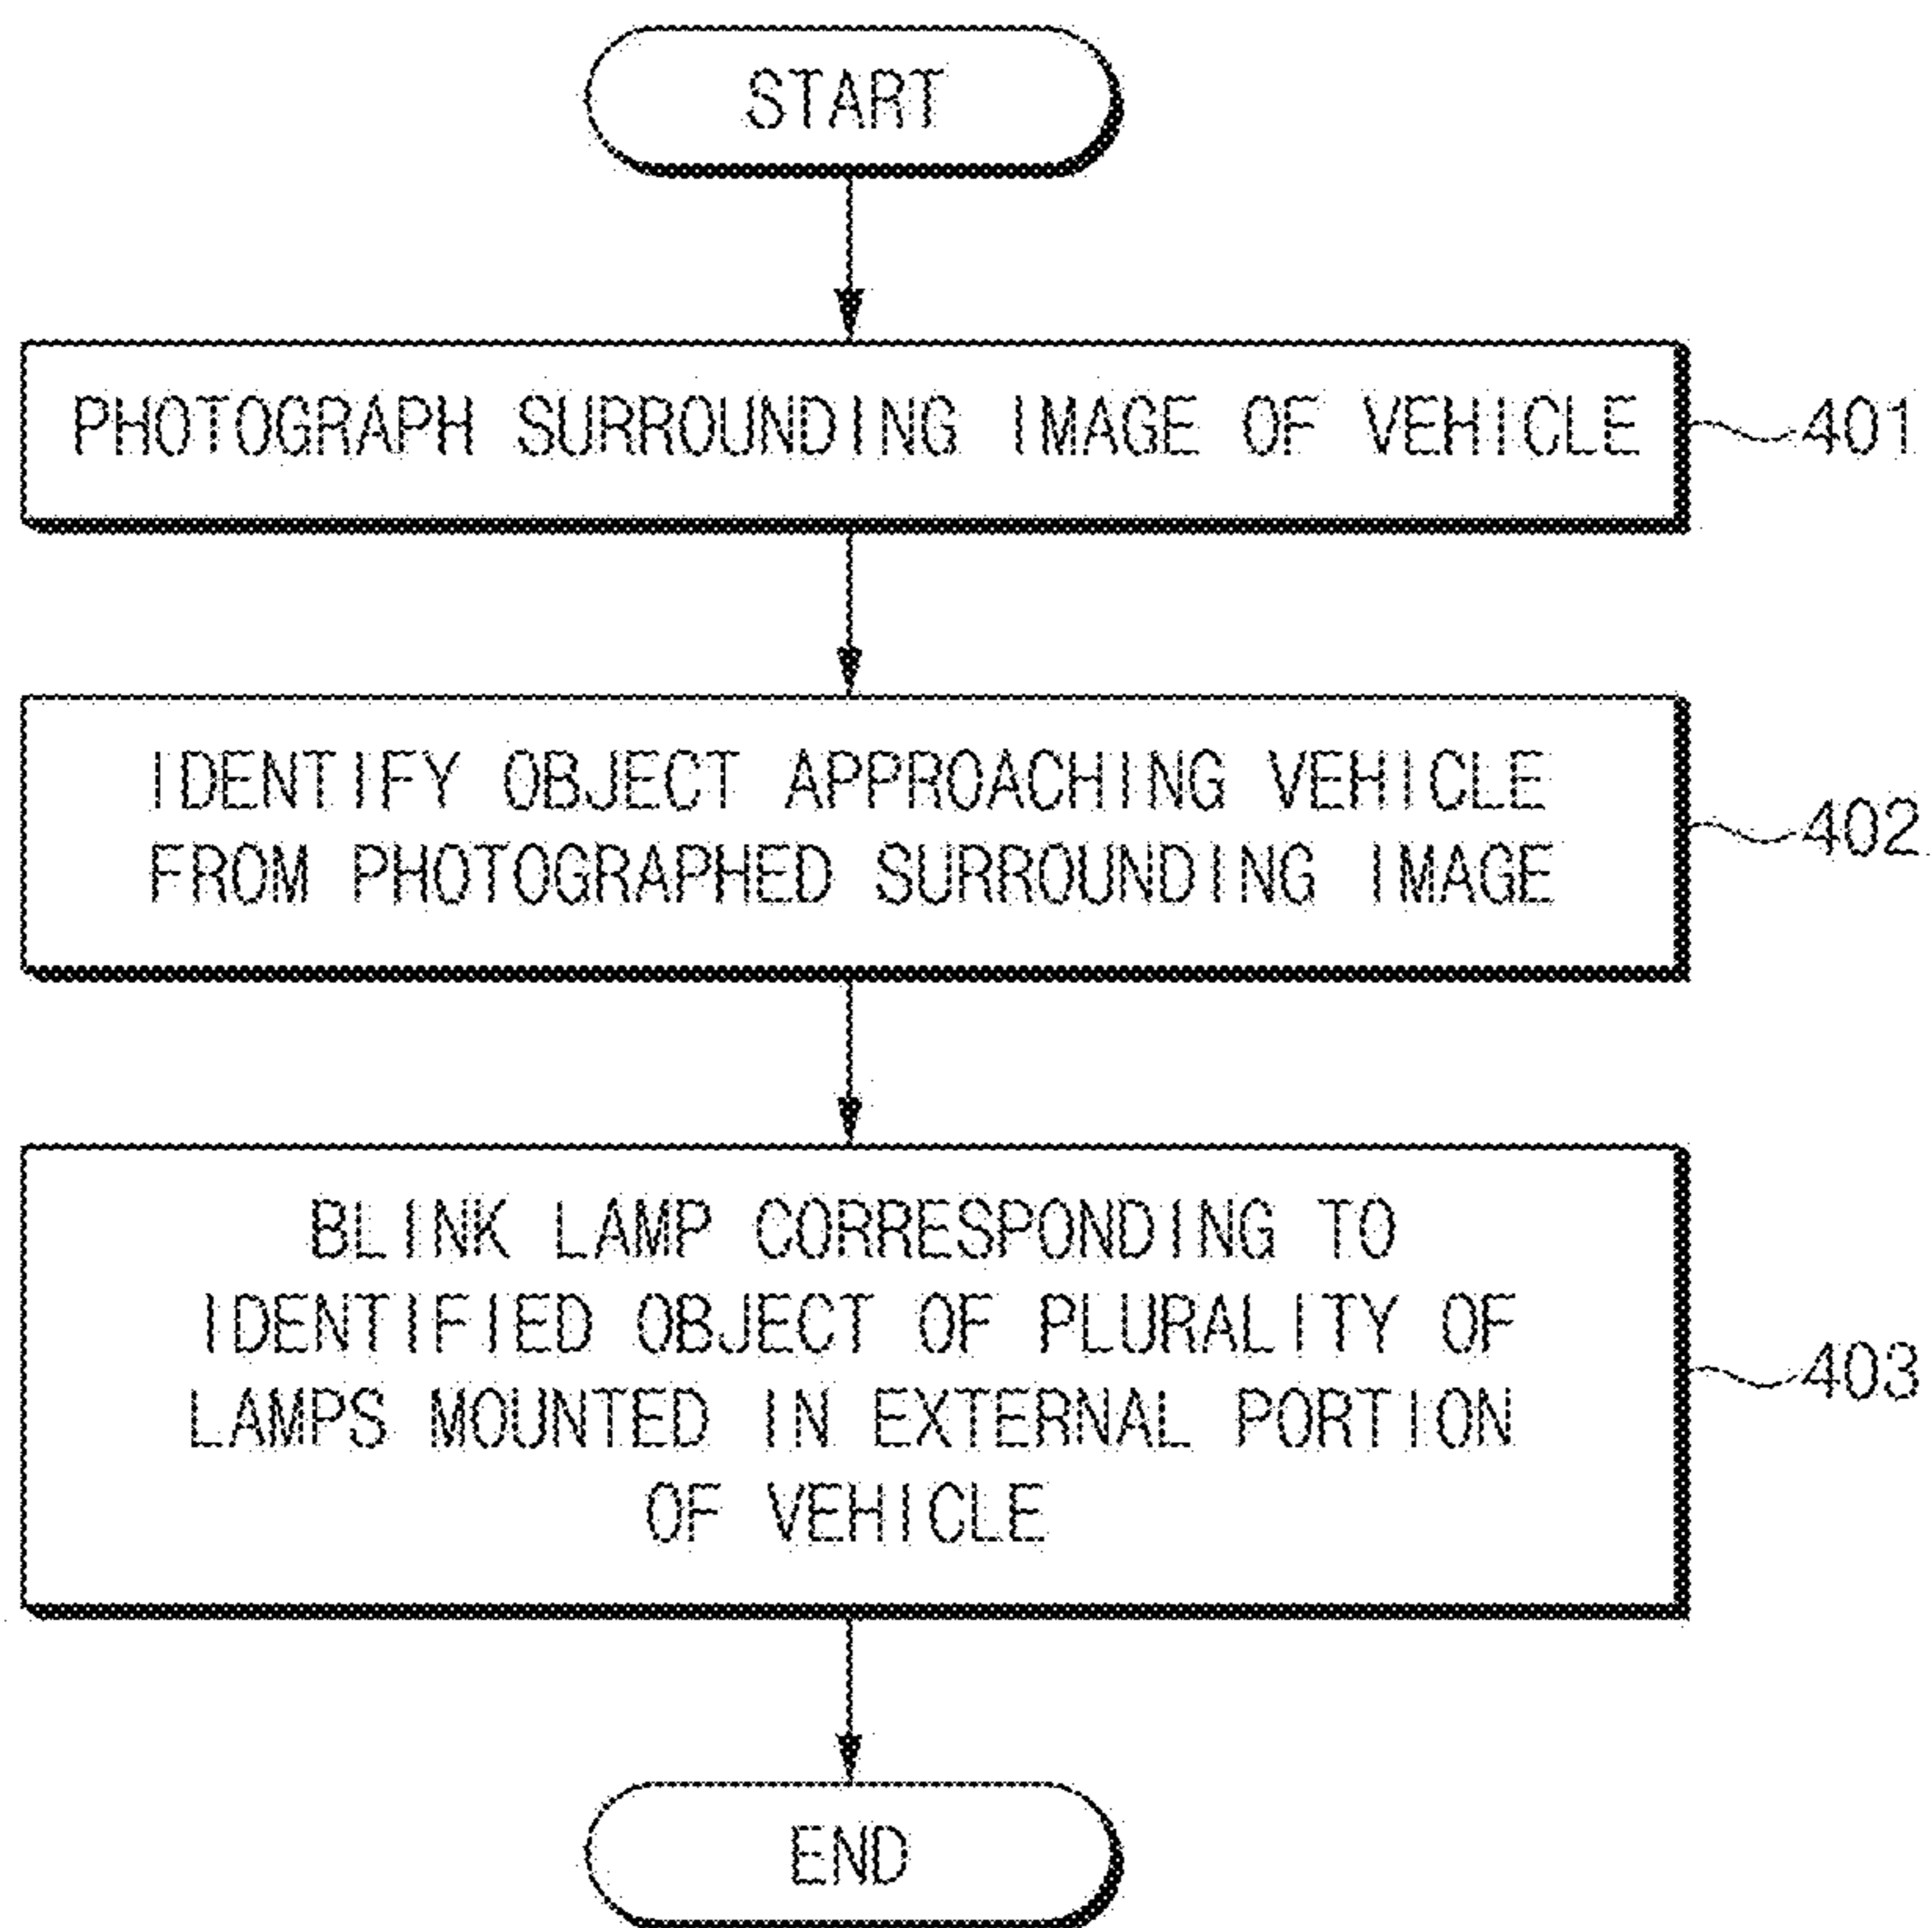 START
PHOTOGRAPH SURROUNDING IMAGE OF VEHICLE
401
IDENTIFY OBJECT APPROACHING VEHICLE
FROM PHOTOGRAPHED SURROUNDING IMAGE
402
BLINK LAMP CORRESPONDING TO
IDENTIFIED OBJECT OF PLURALITY OF
LAMPS MOUNTED IN EXTERNAL PORTION
OF VEHICLE
403
END